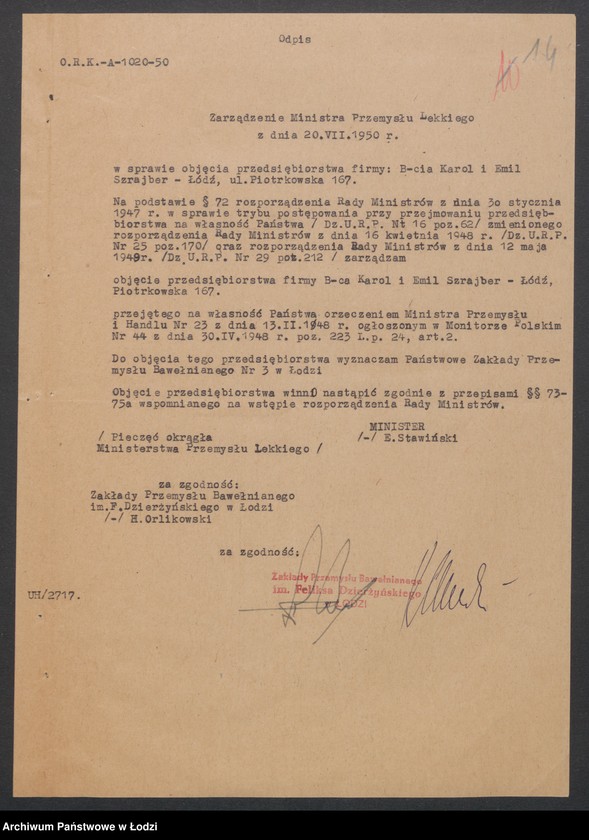 Odpis
O.R.K.-A-1020-50
14
Zarządzenie Ministra Przemysłu Lekkiego
z dnia 20.VII.1950 r.
w sprawie objęcia przedsiębiorstwa firmy: B-cia Karol i Emil
Szrajber - Łódź, ul.Piotrkowska 167.
Na podstawie § 72 rozporządzenia Rady Ministrów z dnia 3o stycznia
1947 r. w sprawie trybu postępowania przy przejmowaniu przedsięb-
biorstwa na własność Państwa / Dz.U.R.P. Nt 16 poz.62/ zmienionego
rozporządzenia Rady Ministrów z dnia 16 kwietnia 1948 r. /Dz.U.R.P.
Nr 25 poz.170/ oraz rozporządzenia Rady Ministrów z dnia 12 maja
1949r. /Dz.U.R.P. Nr 29 poz.212 / zarządzam
objęcie przedsiębiorstwa firmy B-ca Karol i Emil Szrajber - Łódź,
Piotrkowska 167.
przejętego na własność Państwa orzeczeniem Ministra Przemysłu
i Handlu Nr 23 z dnia 13.II.1948 r. ogłoszonym w Monitorze Polskim
Nr 44 z dnia 30.IV.1948 r. poz. 223 L.p. 24, art.2.
Do objęcia tego przedsiębiorstwa wyznaczam Państwowe Zakłady Prze-
mysłu Bawełnianego Nr 3 w Łodzi
Objęcie przedsiębiorstwa winno nastąpić zgodnie z przepisami §§ 73-
75a wspomnianego na wstępie rozporządzenia Rady Ministrów.
MINISTER
/ Pieczęć okrągła /-/ E.Stawiński
Ministerstwa Przemysłu Lekkiego /
za zgodność:
Zakłady Przemysłu Bawełnianego
im.F.Dzierżyńskiego w Łodzi
/-/ H.Orlikowski
za zgodność:
Zakłady Przemysłu Bawełnianego
im. Feliksa Dzierżyńskiego
ŁODZI
UH/2717.
Archiwum Państwowe w Łodzi